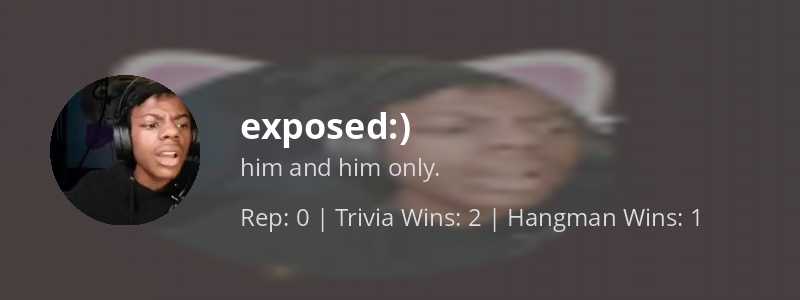 exposed:)
him and him only.
Rep: 0 | Trivia Wins: 2 | Hangman Wins: 1